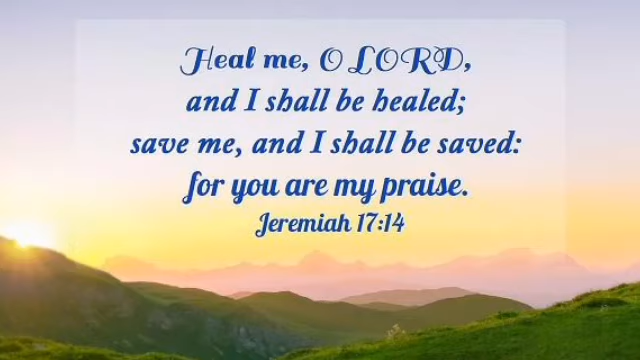 Heal me, O LORD,
and I shall be healed;
save me, and I shall be saved:
for you are my praise.
Jeremiah 17:14